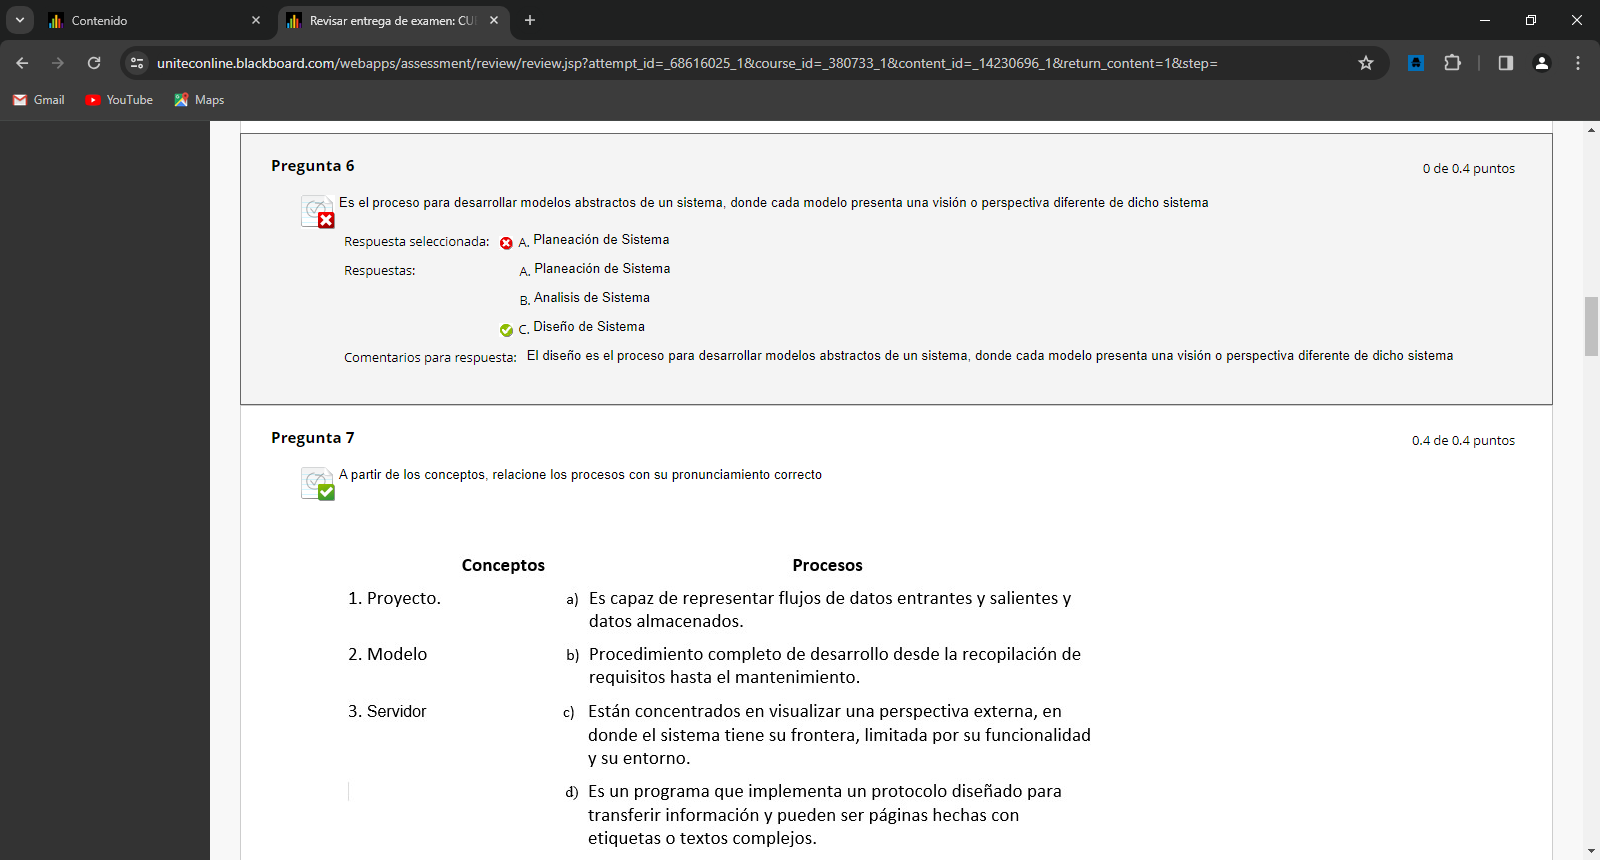 Contenido
Revisar entrega de examen: CU
uniteconline.blackboard.com/webapps/assessment/review/review.jsp?attempt_id=_68616025_1&course_id=_380733_1&content_id=_14230696_1&return_content=1&step=
Gmail
YouTube
Maps
Pregunta 6
0 de 0.4 puntos
Es el proceso para desarrollar modelos abstractos de un sistema, donde cada modelo presenta una visión o perspectiva diferente de dicho sistema
Respuesta seleccionada: A. Planeación de Sistema
Respuestas: A. Planeación de Sistema
B. Analisis de Sistema
C. Diseño de Sistema
Comentarios para respuesta: El diseño es el proceso para desarrollar modelos abstractos de un sistema, donde cada modelo presenta una visión o perspectiva diferente de dicho sistema
Pregunta 7
0.4 de 0.4 puntos
A partir de los conceptos, relacione los procesos con su pronunciamiento correcto
Conceptos Procesos
1. Proyecto. a) Es capaz de representar flujos de datos entrantes y salientes y
datos almacenados.
2. Modelo b) Procedimiento completo de desarrollo desde la recopilación de
requisitos hasta el mantenimiento.
3. Servidor c) Están concentrados en visualizar una perspectiva externa, en
donde el sistema tiene su frontera, limitada por su funcionalidad
y su entorno.
d) Es un programa que implementa un protocolo diseñado para
transferir información y pueden ser páginas hechas con
etiquetas o textos complejos.